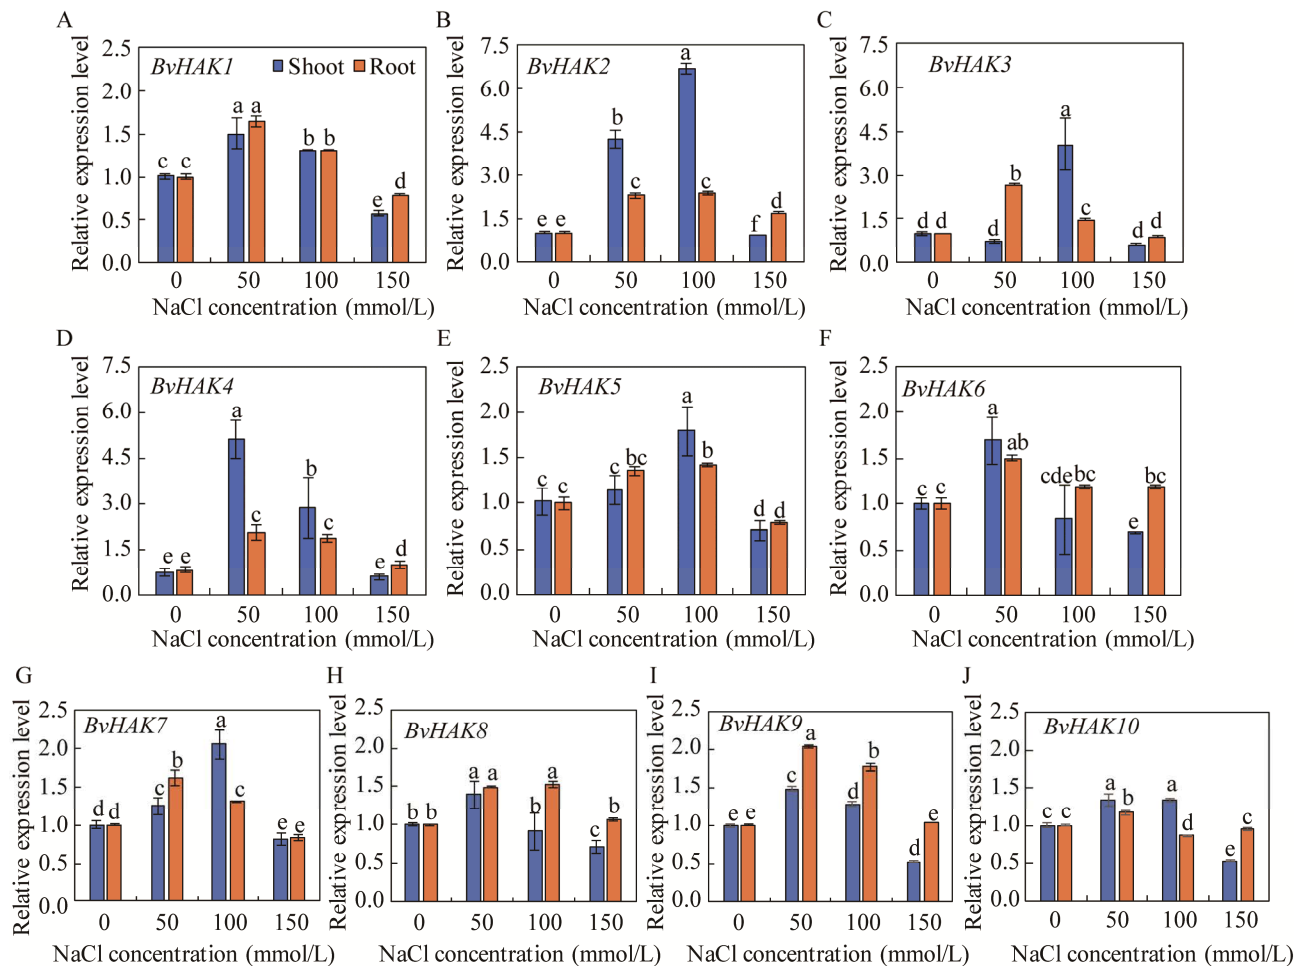 A
Relative expression level
2.5
2.0
1.5
1.0
0.5
0.0
BvHAK1
Shoot Root
c c a a b b e d
0 50 100 150
NaCl concentration (mmol/L)
B
Relative expression level
7.5
6.0
4.5
3.0
1.5
0.0
BvHAK2
e e b c a c f d
0 50 100 150
NaCl concentration (mmol/L)
C
Relative expression level
7.5
6.0
4.5
3.0
1.5
0.0
BvHAK3
d d d b a c d d
0 50 100 150
NaCl concentration (mmol/L)
D
Relative expression level
7.5
6.0
4.5
3.0
1.5
0.0
BvHAK4
e e a c b c e d
0 50 100 150
NaCl concentration (mmol/L)
E
Relative expression level
2.5
2.0
1.5
1.0
0.5
0.0
BvHAK5
c c c bc a b d d
0 50 100 150
NaCl concentration (mmol/L)
F
Relative expression level
2.5
2.0
1.5
1.0
0.5
0.0
BvHAK6
c c a ab cde bc e bc
0 50 100 150
NaCl concentration (mmol/L)
G
Relative expression level
2.5
2.0
1.5
1.0
0.5
0.0
BvHAK7
d d c b a c e e
0 50 100 150
NaCl concentration (mmol/L)
H
Relative expression level
2.5
2.0
1.5
1.0
0.5
0.0
BvHAK8
b b a a b a c b
0 50 100 150
NaCl concentration (mmol/L)
I
Relative expression level
2.5
2.0
1.5
1.0
0.5
0.0
BvHAK9
e e c a d b d e
0 50 100 150
NaCl concentration (mmol/L)
J
Relative expression level
2.5
2.0
1.5
1.0
0.5
0.0
BvHAK10
c c a b a d e c
0 50 100 150
NaCl concentration (mmol/L)